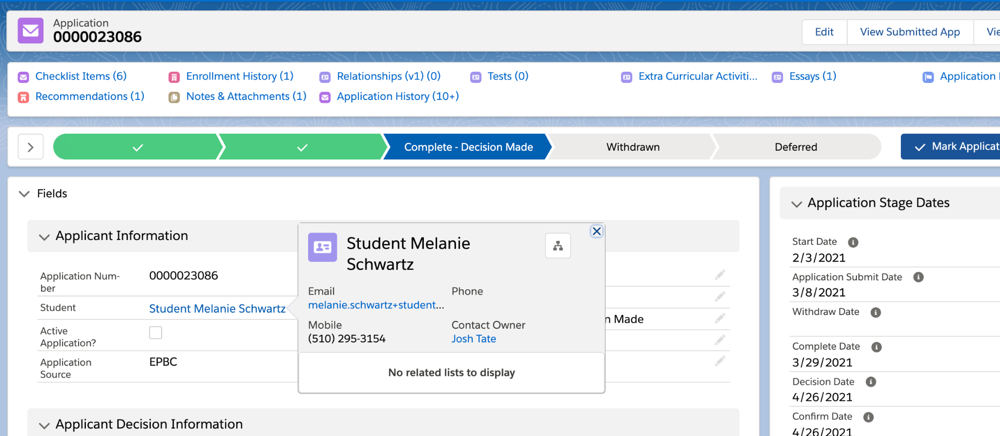 Application
0000023086
Edit
View Submitted App
Checklist Items (6)
Enrollment History (1)
Relationships (v1) (0)
Tests (0)
Extra Curricular Activiti...
Essays (1)
Application
Recommendations (1)
Notes & Attachments (1)
Application History (10+)
Complete - Decision Made
Withdrawn
Deferred
Mark Applicat
Fields
Applicant Information
Application Num-
ber
0000023086
Student
Student Melanie Schwartz
Active
Application?
Application
Source
EPBC
Student Melanie
Schwartz
Email
melanie.schwartz+student...
Phone
Mobile
(510) 295-3154
Contact Owner
Josh Tate
No related lists to display
n Made
Applicant Decision Information
Application Stage Dates
Start Date
2/3/2021
Application Submit Date
3/8/2021
Withdraw Date
Complete Date
3/29/2021
Decision Date
4/26/2021
Confirm Date
4/26/2021